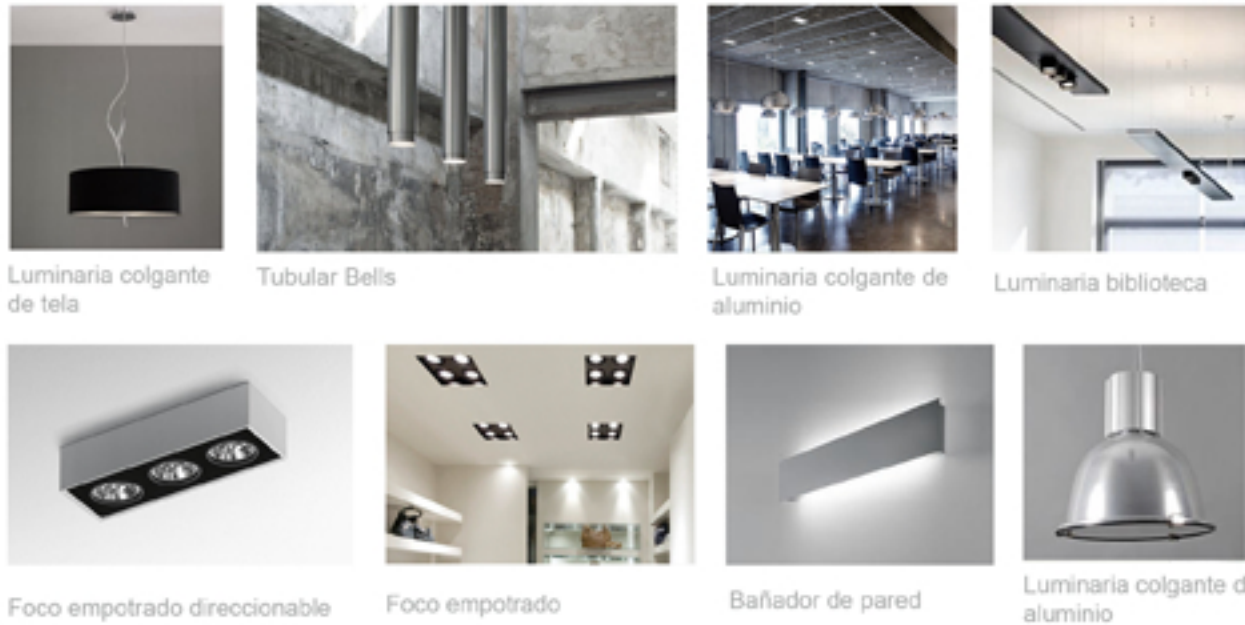 Luminaria colgante
de tela
Tubular Bells
Luminaria colgante de
aluminio
Luminaria biblioteca
Foco empotrado direccionable
Foco empotrado
Bañador de pared
Luminaria colgante d
aluminio